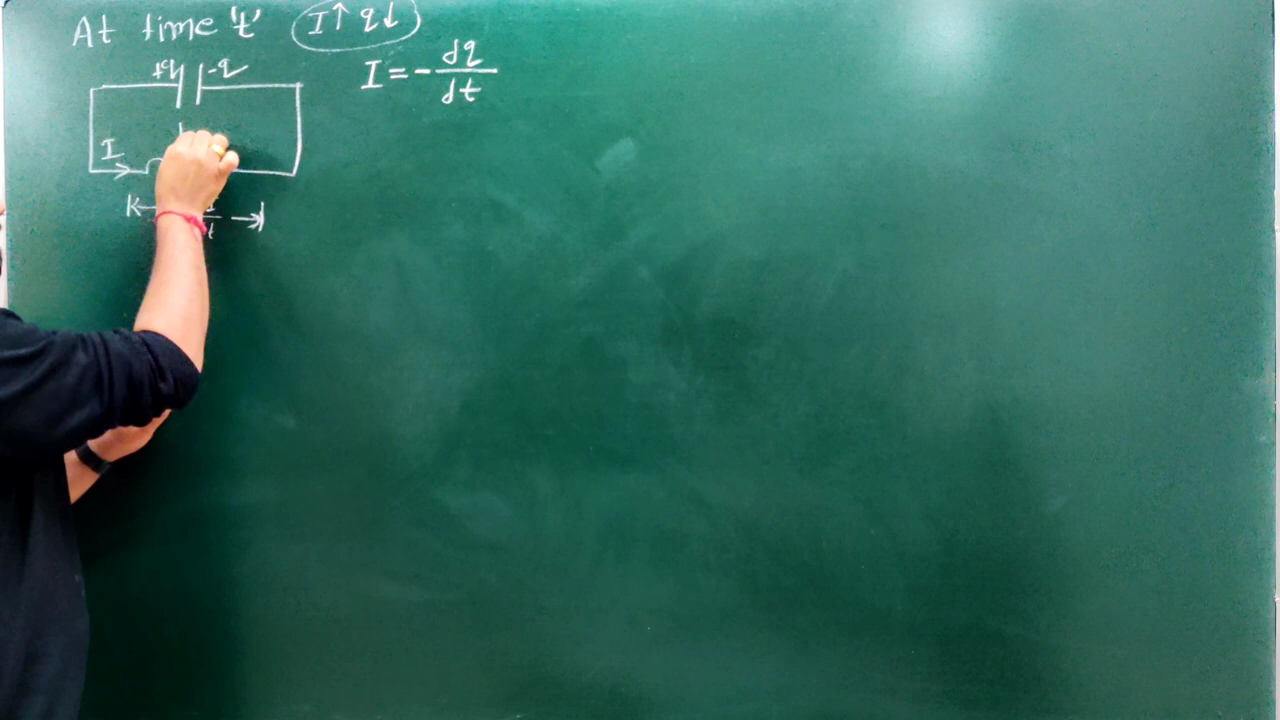 At time 't' I↑ q↓
+q -q
I = - dq/dt
I